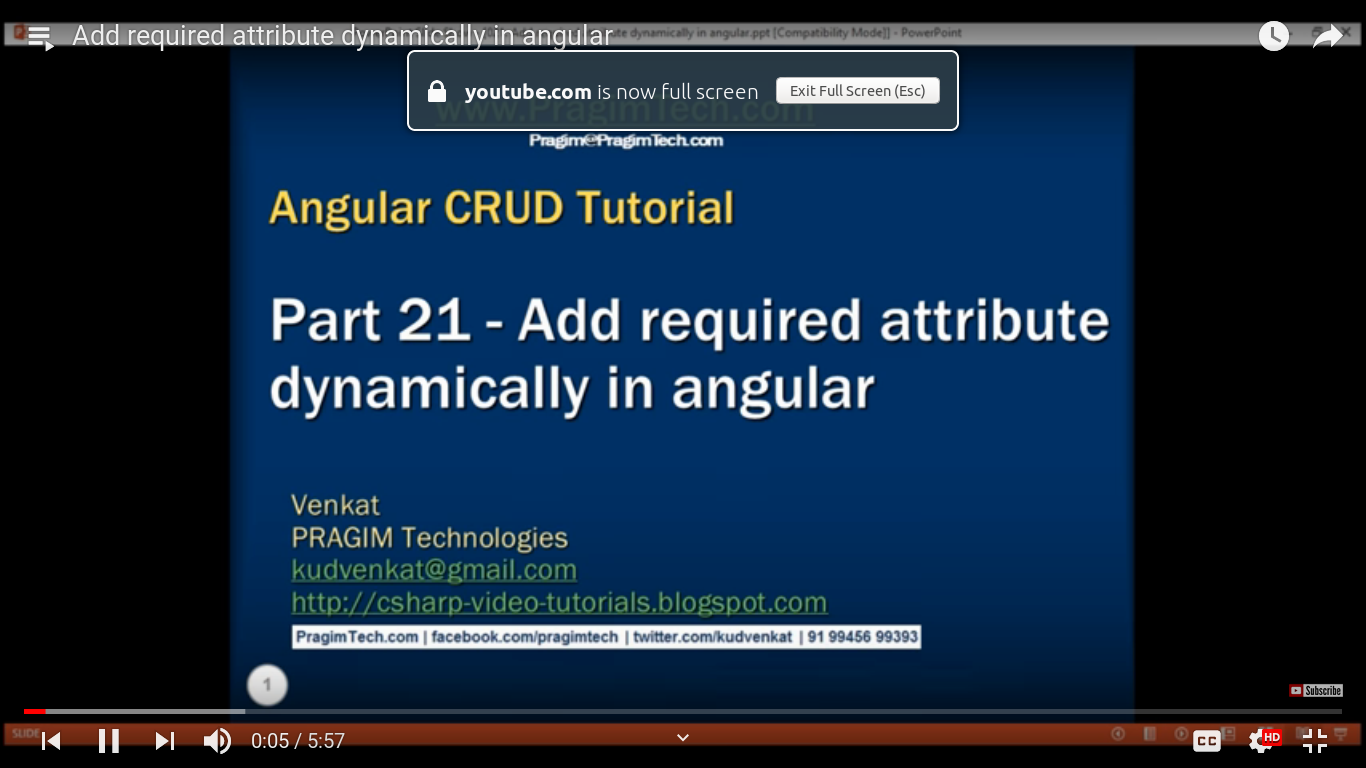 Add required attribute dynamically in angular
dynamically in angular.ppt [Compatibility Mode]] - PowerPoint
youtube.com is now full screen
Exit Full Screen (Esc)
www.PragimTech.com
Pragim@PragimTech.com
Angular CRUD Tutorial
Part 21 - Add required attribute
dynamically in angular
Venkat
PRAGIM Technologies
kudvenkat@gmail.com
http://csharp-video-tutorials.blogspot.com
PragimTech.com | facebook.com/pragimtech | twitter.com/kudvenkat | 91 99456 99393
1
Subscribe
SLIDE
0:05 / 5:57
CC
HD